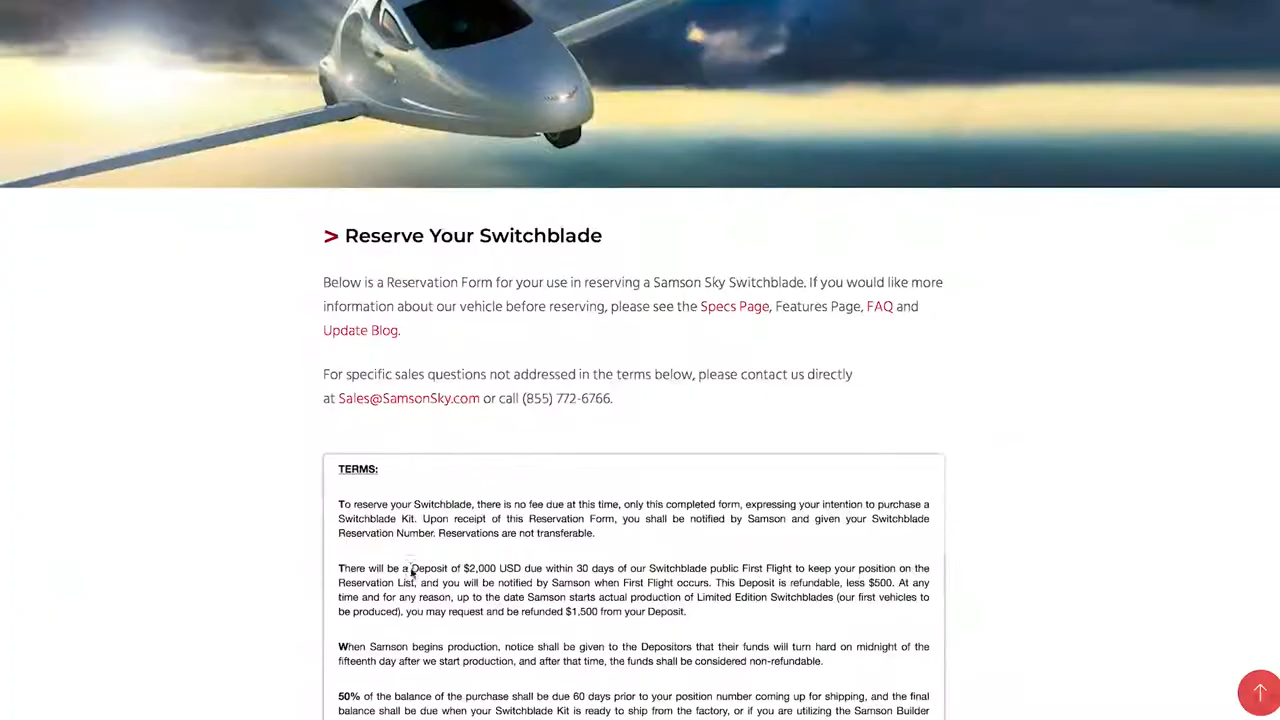 > Reserve Your Switchblade
Below is a Reservation Form for your use in reserving a Samson Sky Switchblade. If you would like more
information about our vehicle before reserving, please see the Specs Page, Features Page, FAQ and
Update Blog.
For specific sales questions not addressed in the terms below, please contact us directly
at Sales@SamsonSky.com or call (855) 772-6766.
TERMS:
To reserve your Switchblade, there is no fee due at this time, only this completed form, expressing your intention to purchase a
Switchblade Kit. Upon receipt of this Reservation Form, you shall be notified by Samson and given your Switchblade
Reservation Number. Reservations are not transferable.
There will be a Deposit of $2,000 USD due within 30 days of our Switchblade public First Flight to keep your position on the
Reservation List, and you will be notified by Samson when First Flight occurs. This Deposit is refundable, less $500. At any
time and for any reason, up to the date Samson starts actual production of Limited Edition Switchblades (our first vehicles to
be produced), you may request and be refunded $1,500 from your Deposit.
When Samson begins production, notice shall be given to the Depositors that their funds will turn hard on midnight of the
fifteenth day after we start production, and after that time, the funds shall be considered non-refundable.
50% of the balance of the purchase shall be due 60 days prior to your position number coming up for shipping, and the final
balance shall be due when your Switchblade Kit is ready to ship from the factory, or if you are utilizing the Samson Builder